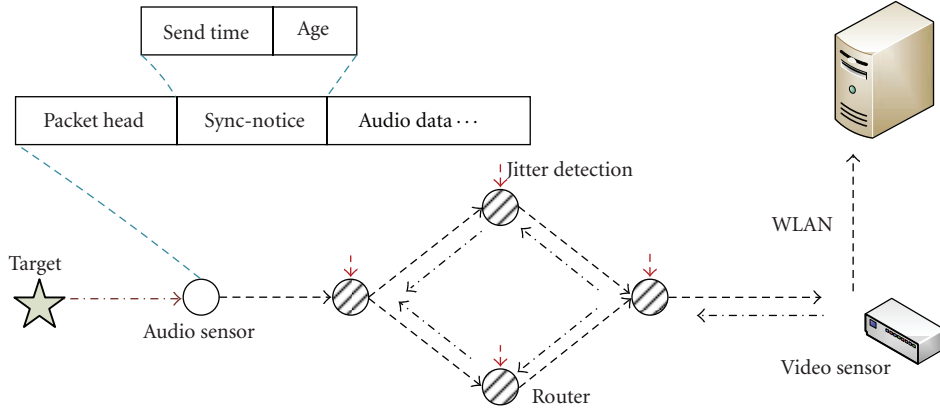 Send time
Age
Packet head
Sync-notice
Audio data ···
Jitter detection
WLAN
Target
Audio sensor
Video sensor
Router